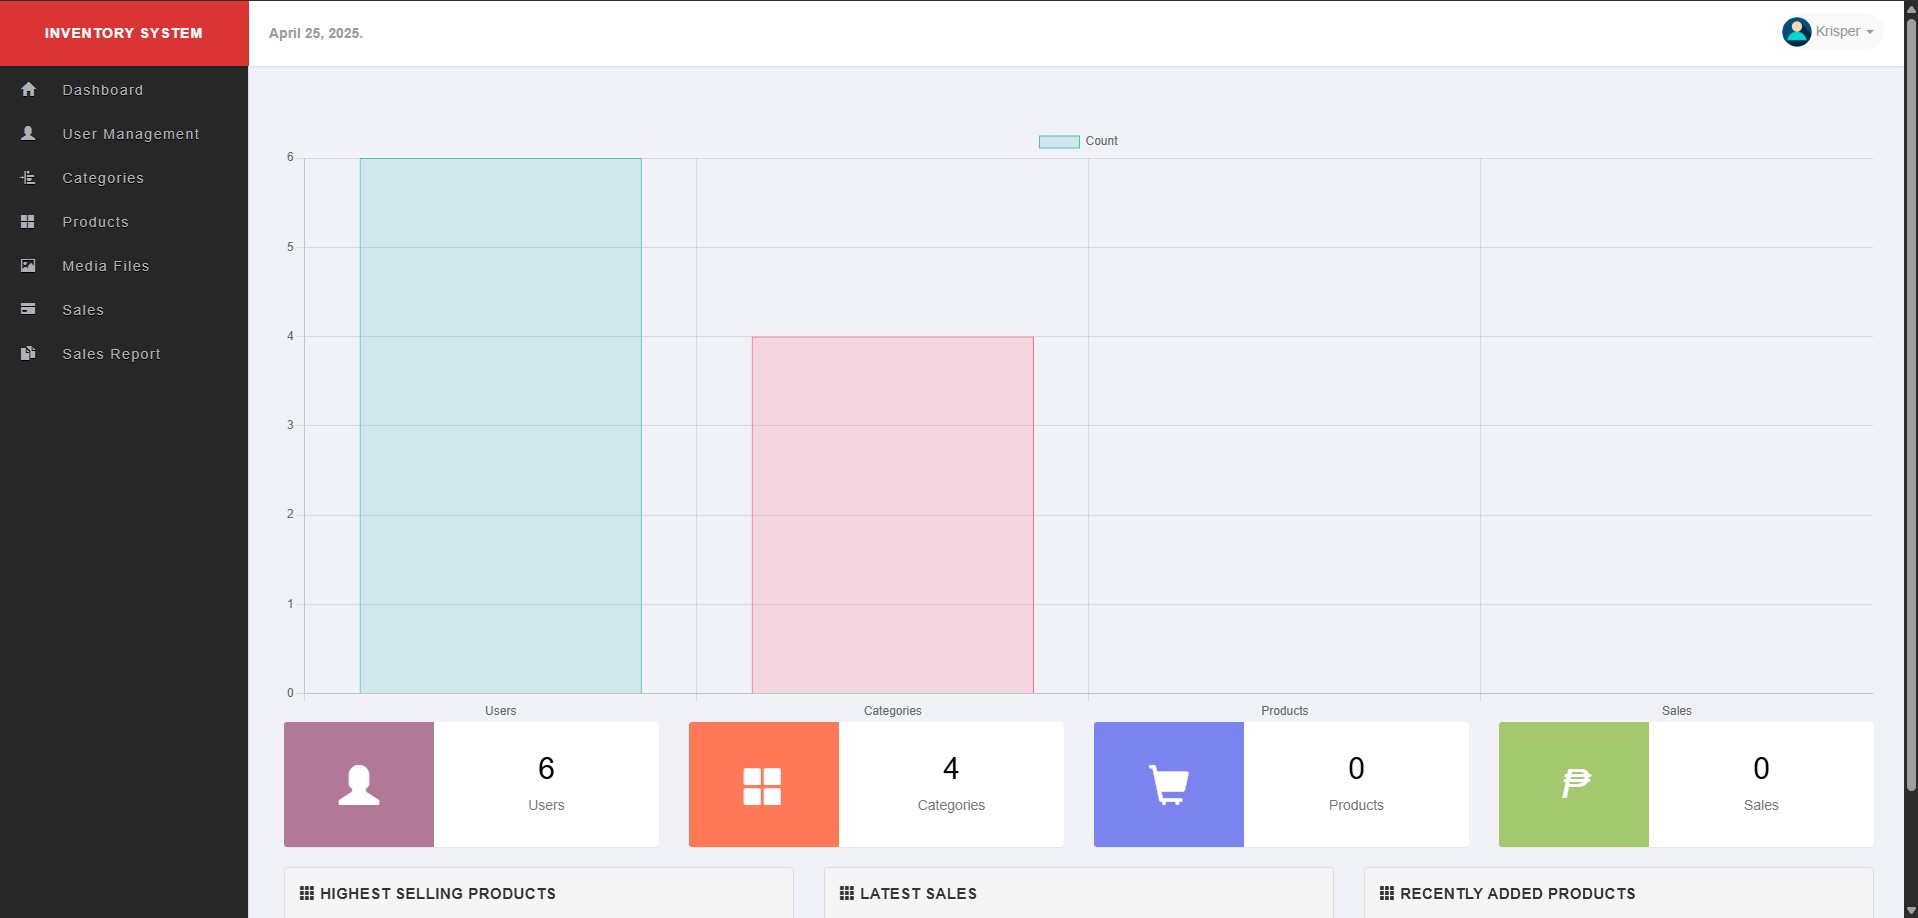 INVENTORY SYSTEM
April 25, 2025.
Krisper
Dashboard
User Management
Categories
Products
Media Files
Sales
Sales Report
Count
6
5
4
3
2
1
0
Users
Categories
Products
Sales
6
Users
4
Categories
0
Products
0
Sales
HIGHEST SELLING PRODUCTS
LATEST SALES
RECENTLY ADDED PRODUCTS